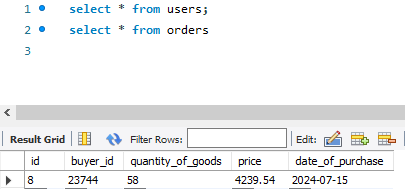 1 select * from users;
2 select * from orders
3
Result Grid Filter Rows: Edit:
id buyer_id quantity_of_goods price date_of_purchase
8 23744 58 4239.54 2024-07-15